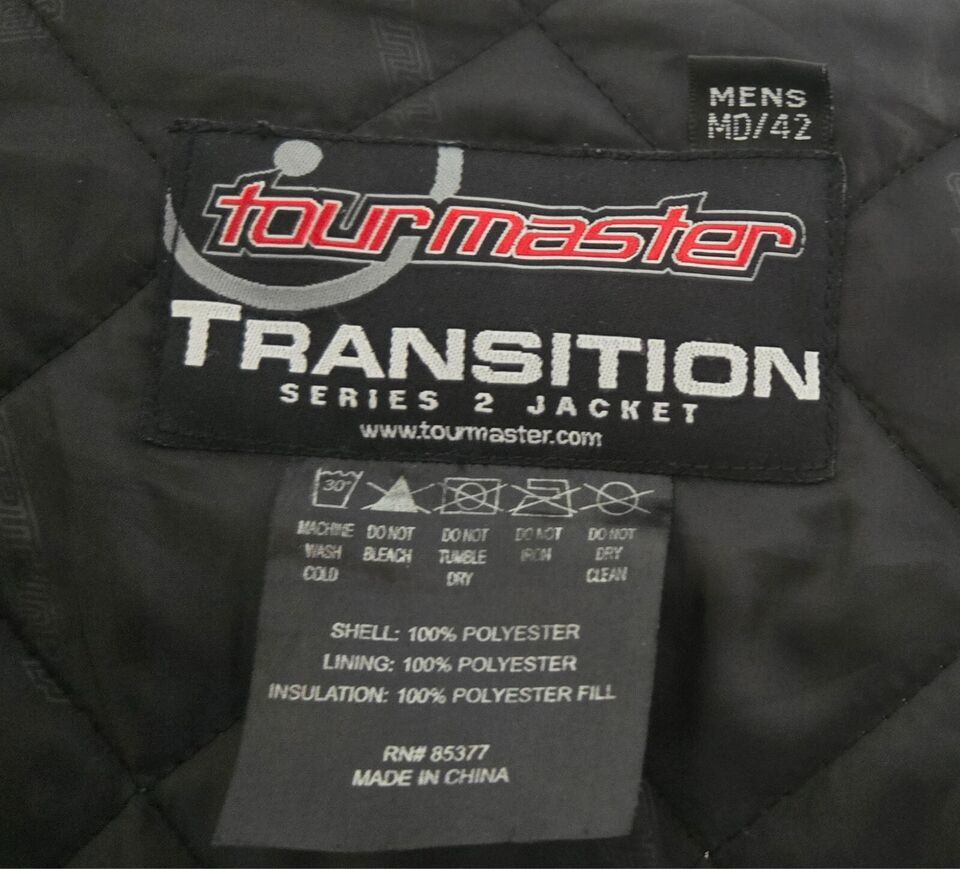 MENS
MD/42
tourmaster
TRANSITION
SERIES 2 JACKET
www.tourmaster.com
30°
MACHINE WASH COLD
DO NOT BLEACH
DO NOT TUMBLE DRY
DO NOT IRON
DO NOT DRY CLEAN
SHELL: 100% POLYESTER
LINING: 100% POLYESTER
INSULATION: 100% POLYESTER FILL
RN# 85377
MADE IN CHINA